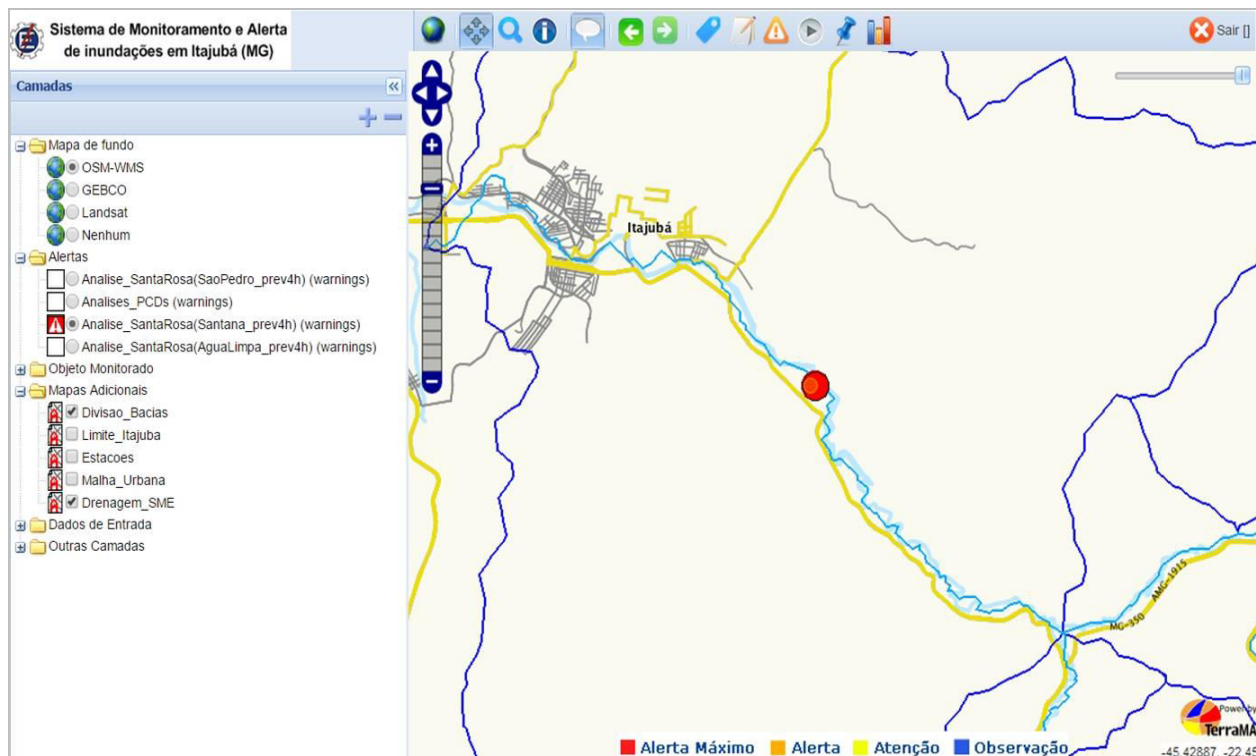 Sistema de Monitoramento e Alerta
de inundações em Itajubá (MG)
Sair []
Camadas
Mapa de fundo
OSM-WMS
GEBCO
Landsat
Nenhum
Alertas
Analise_SantaRosa(SaoPedro_prev4h) (warnings)
Analises_PCDs (warnings)
Analise_SantaRosa(Santana_prev4h) (warnings)
Analise_SantaRosa(AguaLimpa_prev4h) (warnings)
Objeto Monitorado
Mapas Adicionais
Divisao_Bacias
Limite_Itajuba
Estacoes
Malha_Urbana
Drenagem_SME
Dados de Entrada
Outras Camadas
Itajubá
AMG-1915
MG-350
Power by
TerraMA
Alerta Máximo
Alerta
Atenção
Observação
-45.42887, -22.45